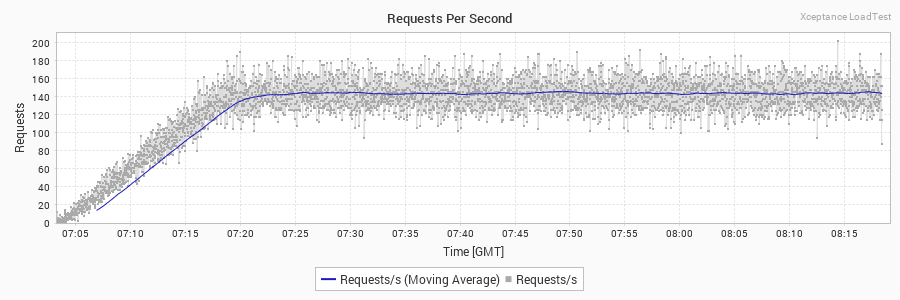 Requests Per Second
Xceptance LoadTest
Requests
200
180
160
140
120
100
80
60
40
20
0
07:05 07:10 07:15 07:20 07:25 07:30 07:35 07:40 07:45 07:50 07:55 08:00 08:05 08:10 08:15
Time [GMT]
Requests/s (Moving Average) Requests/s